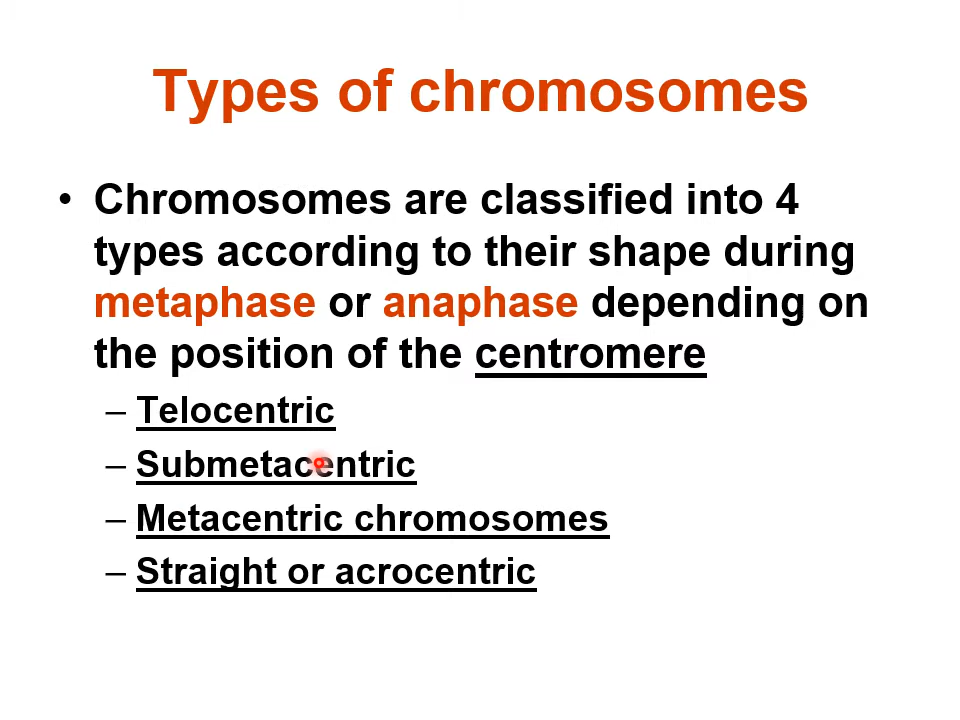 Types of chromosomes
• Chromosomes are classified into 4
types according to their shape during
metaphase or anaphase depending on
the position of the centromere
– Telocentric
– Submetacentric
– Metacentric chromosomes
– Straight or acrocentric